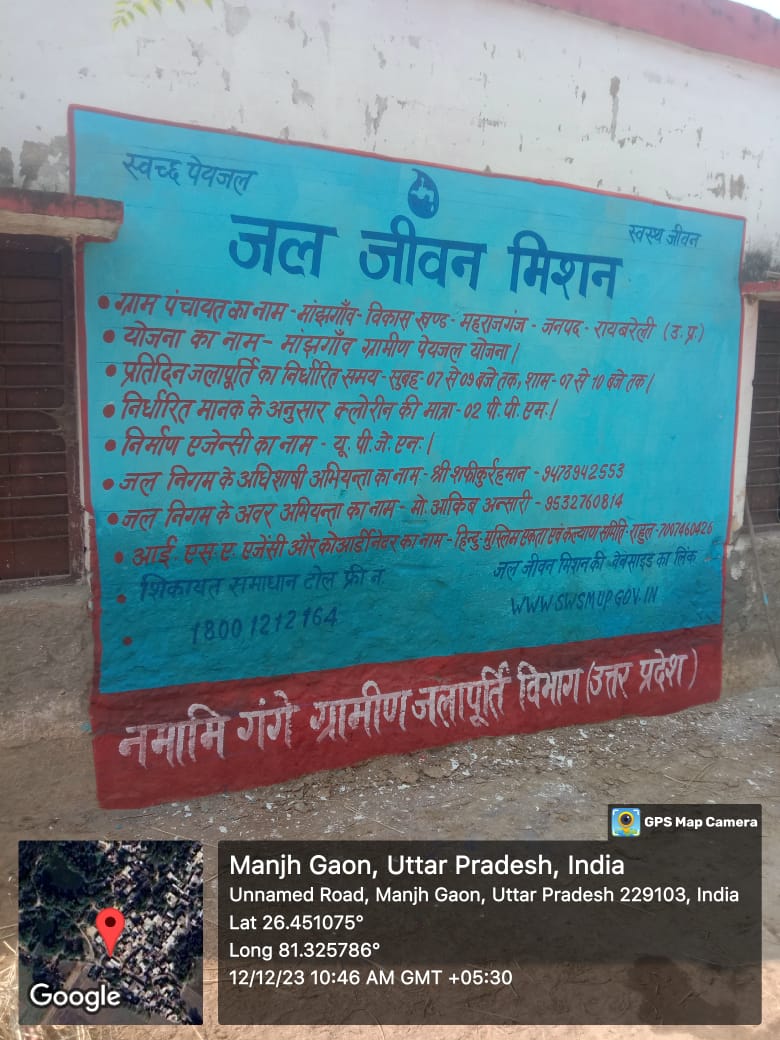 स्वच्छ पेयजल
स्वस्थ जीवन
जल जीवन मिशन
• ग्राम पंचायत का नाम - मांझगाँव - विकास खण्ड - महराजगंज - जनपद - रायबरेली (उ.प्र.)
• योजना का नाम - मांझगाँव ग्रामीण पेयजल योजना।
• प्रतिदिन जलापूर्ति का निर्धारित समय - सुबह - 07 से 09 बजे तक, शाम - 07 से 10 बजे तक।
• निर्धारित मानक के अनुसार क्लोरीन की मात्रा - 02 पी.पी.एम.।
• निर्माण एजेन्सी का नाम - यू.पी.जे.एन.।
• जल निगम के अधिशाषी अभियन्ता का नाम - श्री शफीकुर्रहमान - 9473942553
• जल निगम के अवर अभियन्ता का नाम - मो. आकिब अन्सारी - 9532760814
• आई.एस.ए. एजेंसी और कोआर्डिनेटर का नाम - हिन्दु मुस्लिम एकता एवं कल्याण समिति - राहुल - 7007460426
• शिकायत समाधान टोल फ्री नं.
• 18001212164
जल जीवन मिशन की वेबसाइड का लिंक
WWW.SWSMUP.GOV.IN
नमामि गंगे ग्रामीण जलापूर्ति विभाग (उत्तर प्रदेश)
GPS Map Camera
Manjh Gaon, Uttar Pradesh, India
Unnamed Road, Manjh Gaon, Uttar Pradesh 229103, India
Lat 26.451075°
Long 81.325786°
12/12/23 10:46 AM GMT +05:30
Google